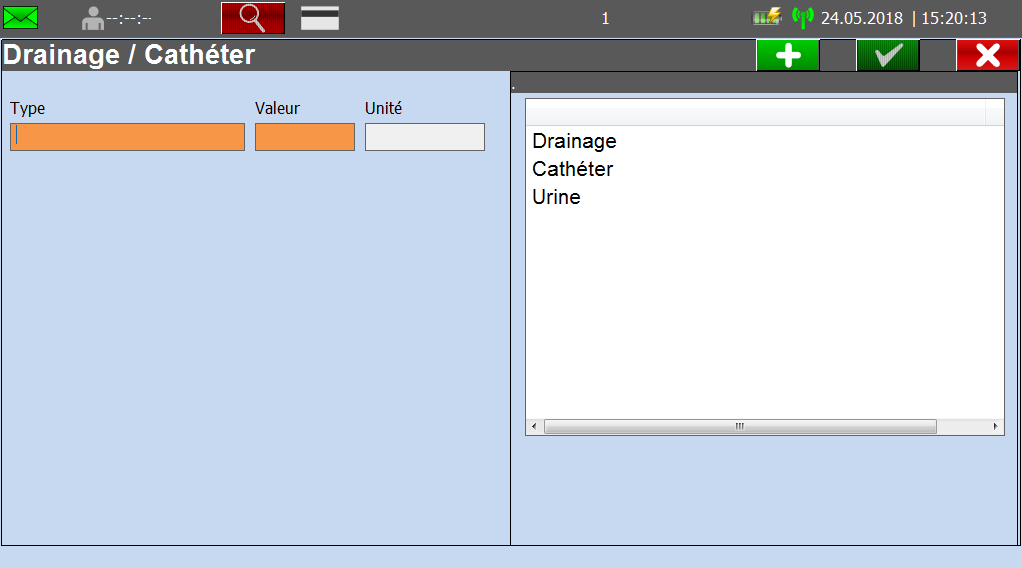 --:--:--
1
24.05.2018 | 15:20:13
Drainage / Cathéter
.
Type Valeur Unité
Drainage
Cathéter
Urine